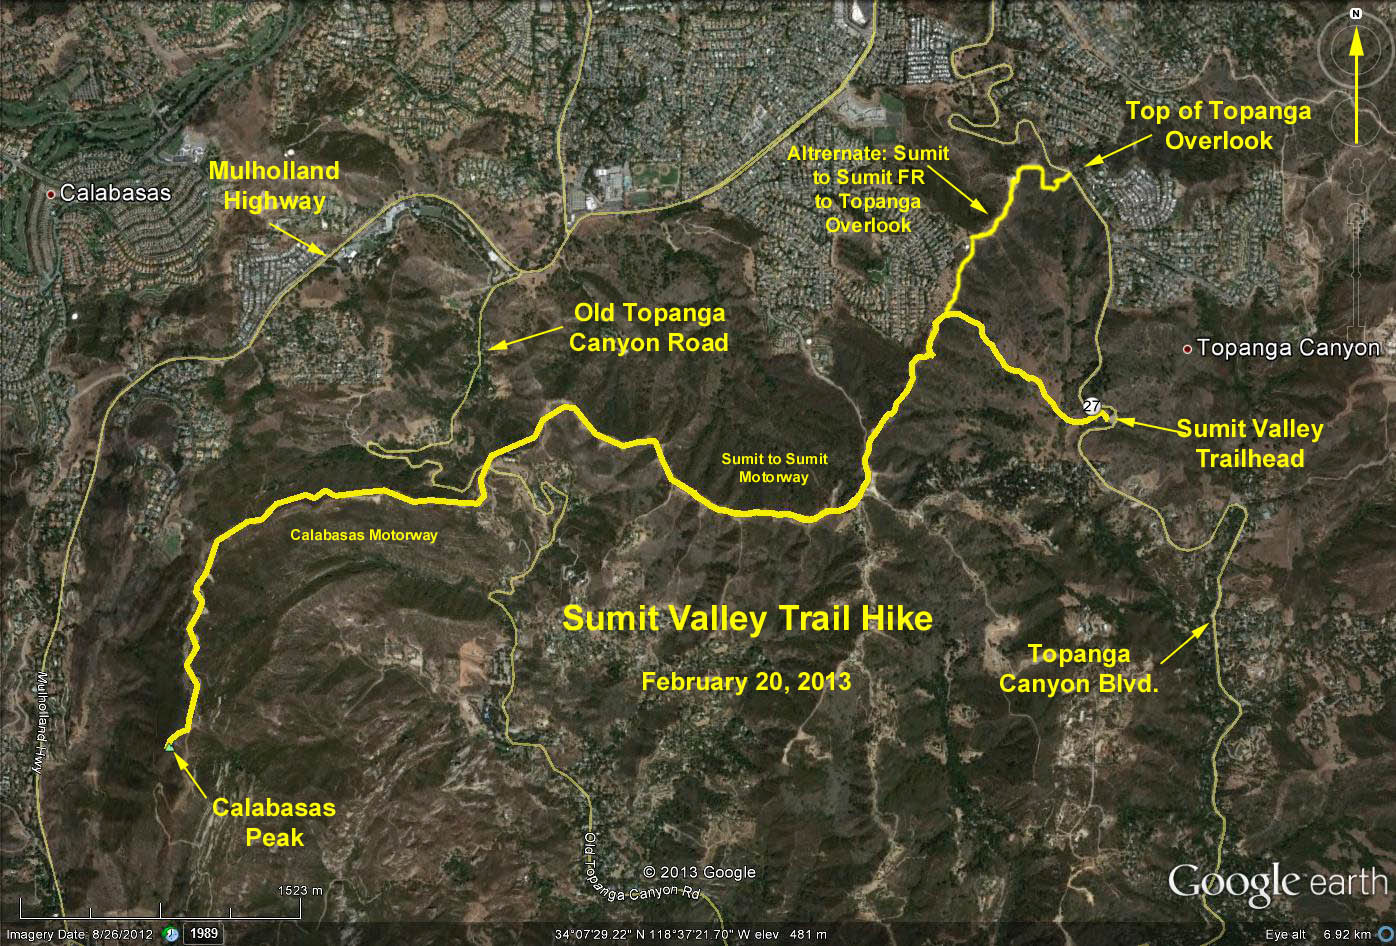 N
Top of Topanga
Overlook
Altrernate: Sumit
to Sumit FR
to Topanga
Overlook
Mulholland
Highway
Calabasas
Old Topanga
Canyon Road
Topanga Canyon
27
Sumit Valley
Trailhead
Sumit to Sumit
Motorway
Calabasas Motorway
Sumit Valley Trail Hike
February 20, 2013
Topanga
Canyon Blvd.
Mulholland Hwy
Calabasas
Peak
Old Topanga Canyon Rd
© 2013 Google
Google earth
1523 m
Imagery Date: 8/26/2012
1989
34°07'29.22" N 118°37'21.70" W elev 481 m
Eye alt 6.92 km